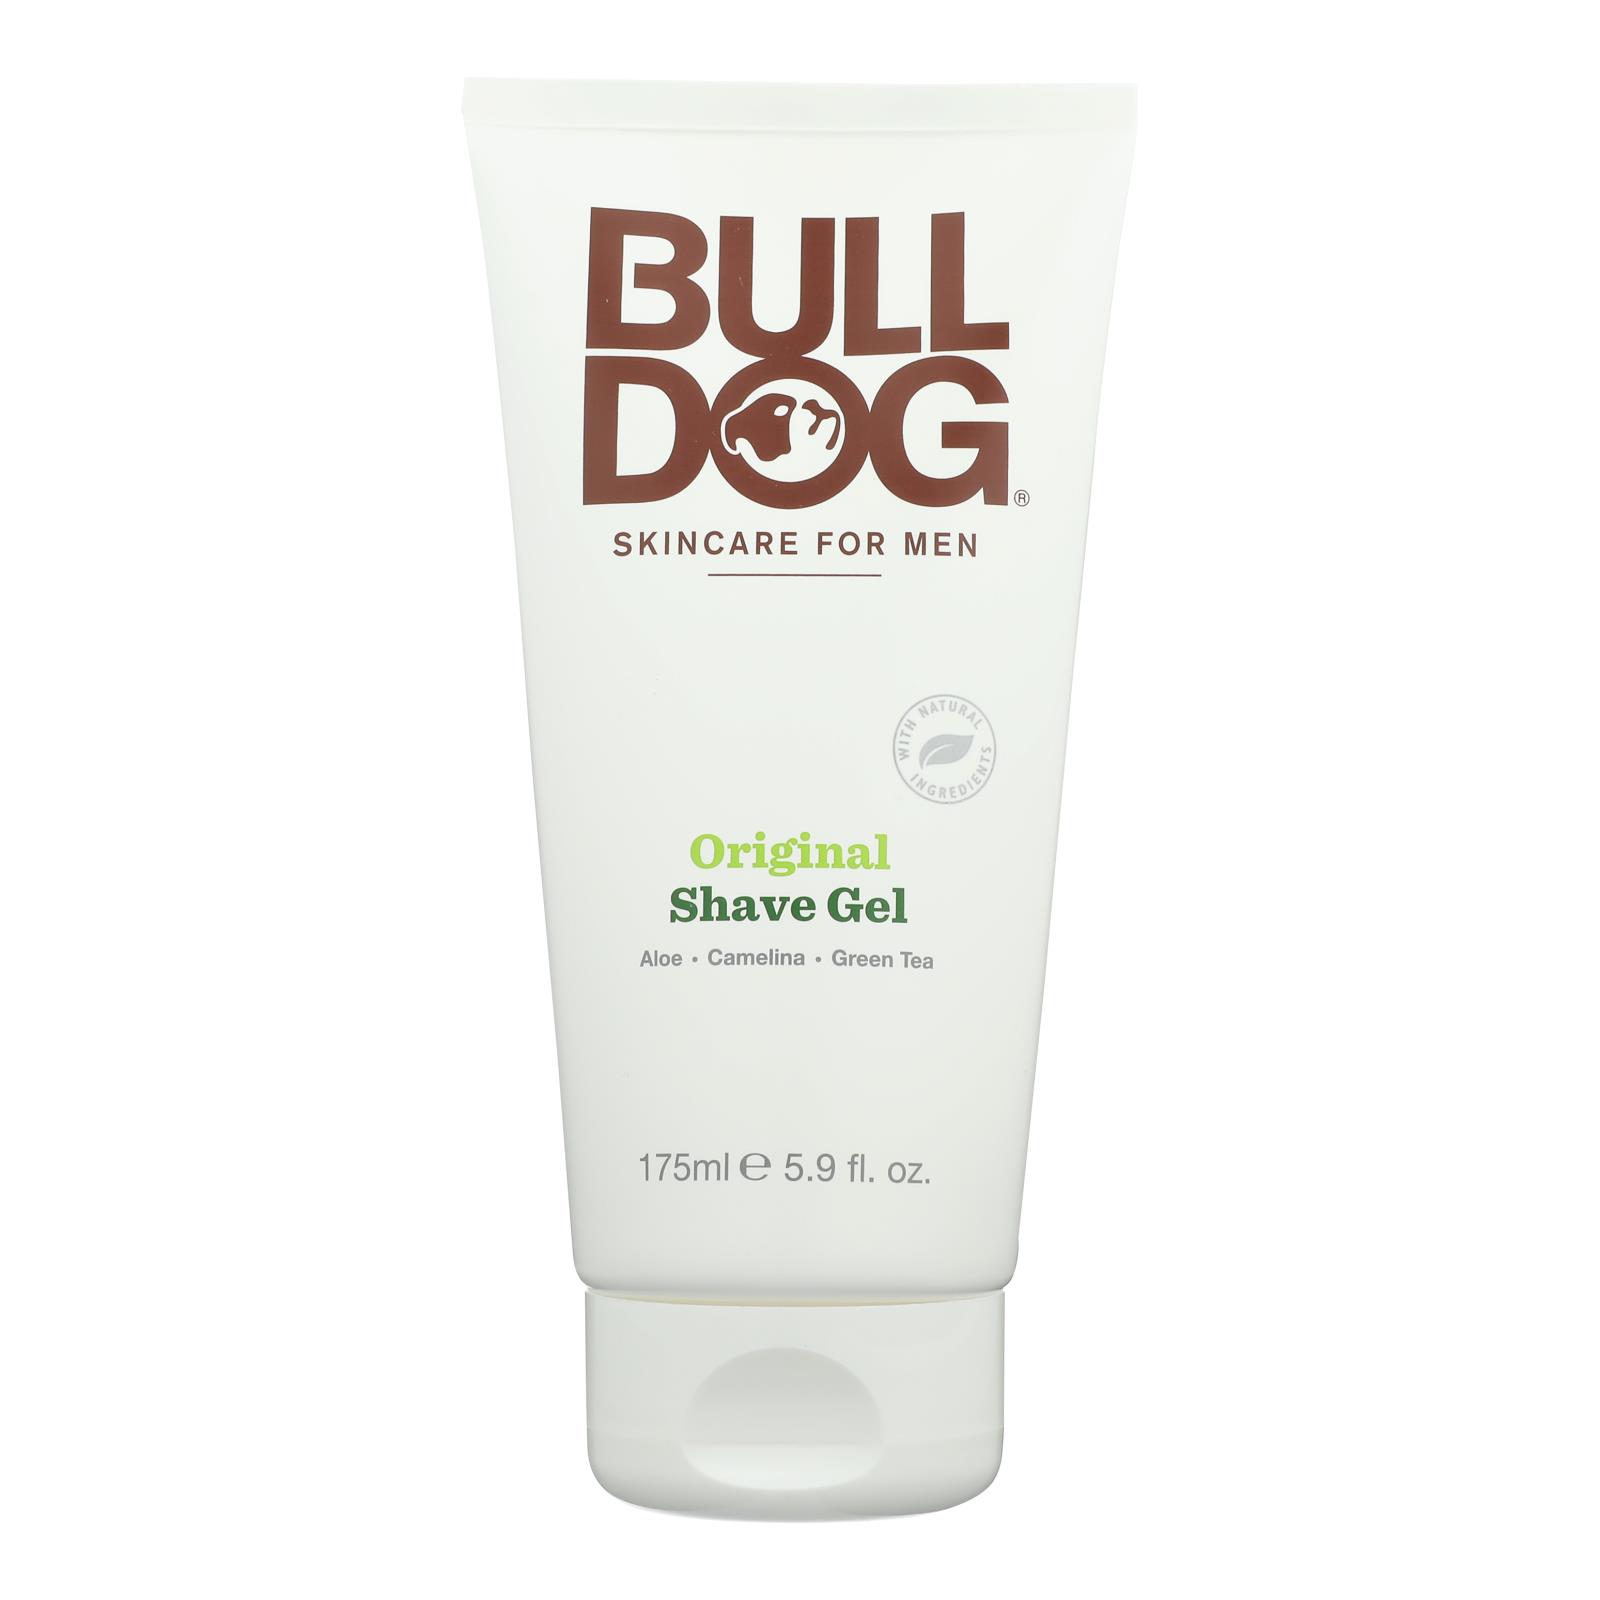 BULL
DOG®
SKINCARE FOR MEN
WITH NATURAL
INGREDIENTS
Original
Shave Gel
Aloe • Camelina • Green Tea
175ml ℮ 5.9 fl. oz.